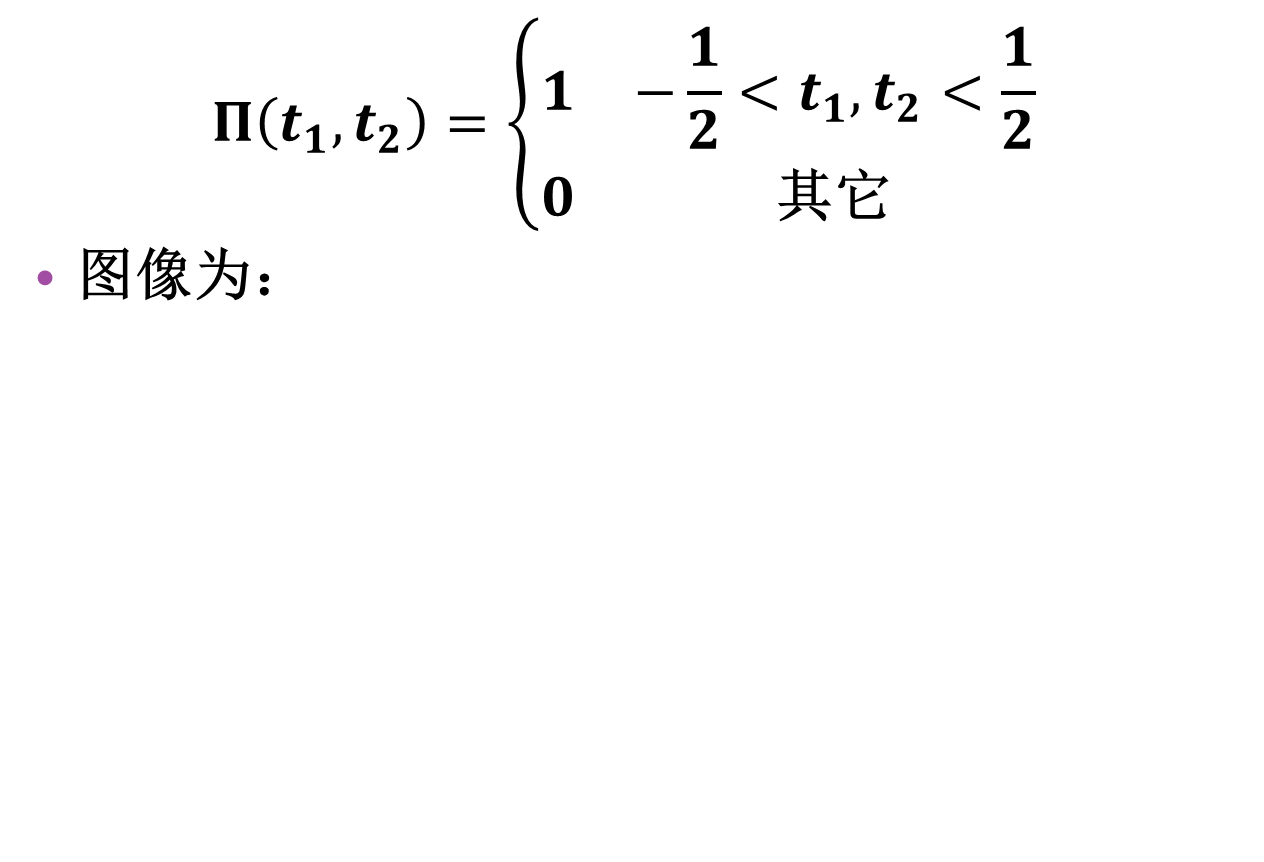 𝚷(𝒕₁, 𝒕₂) = { 1  −1/2 < 𝒕₁, 𝒕₂ < 1/2
0  其它
• 图像为：